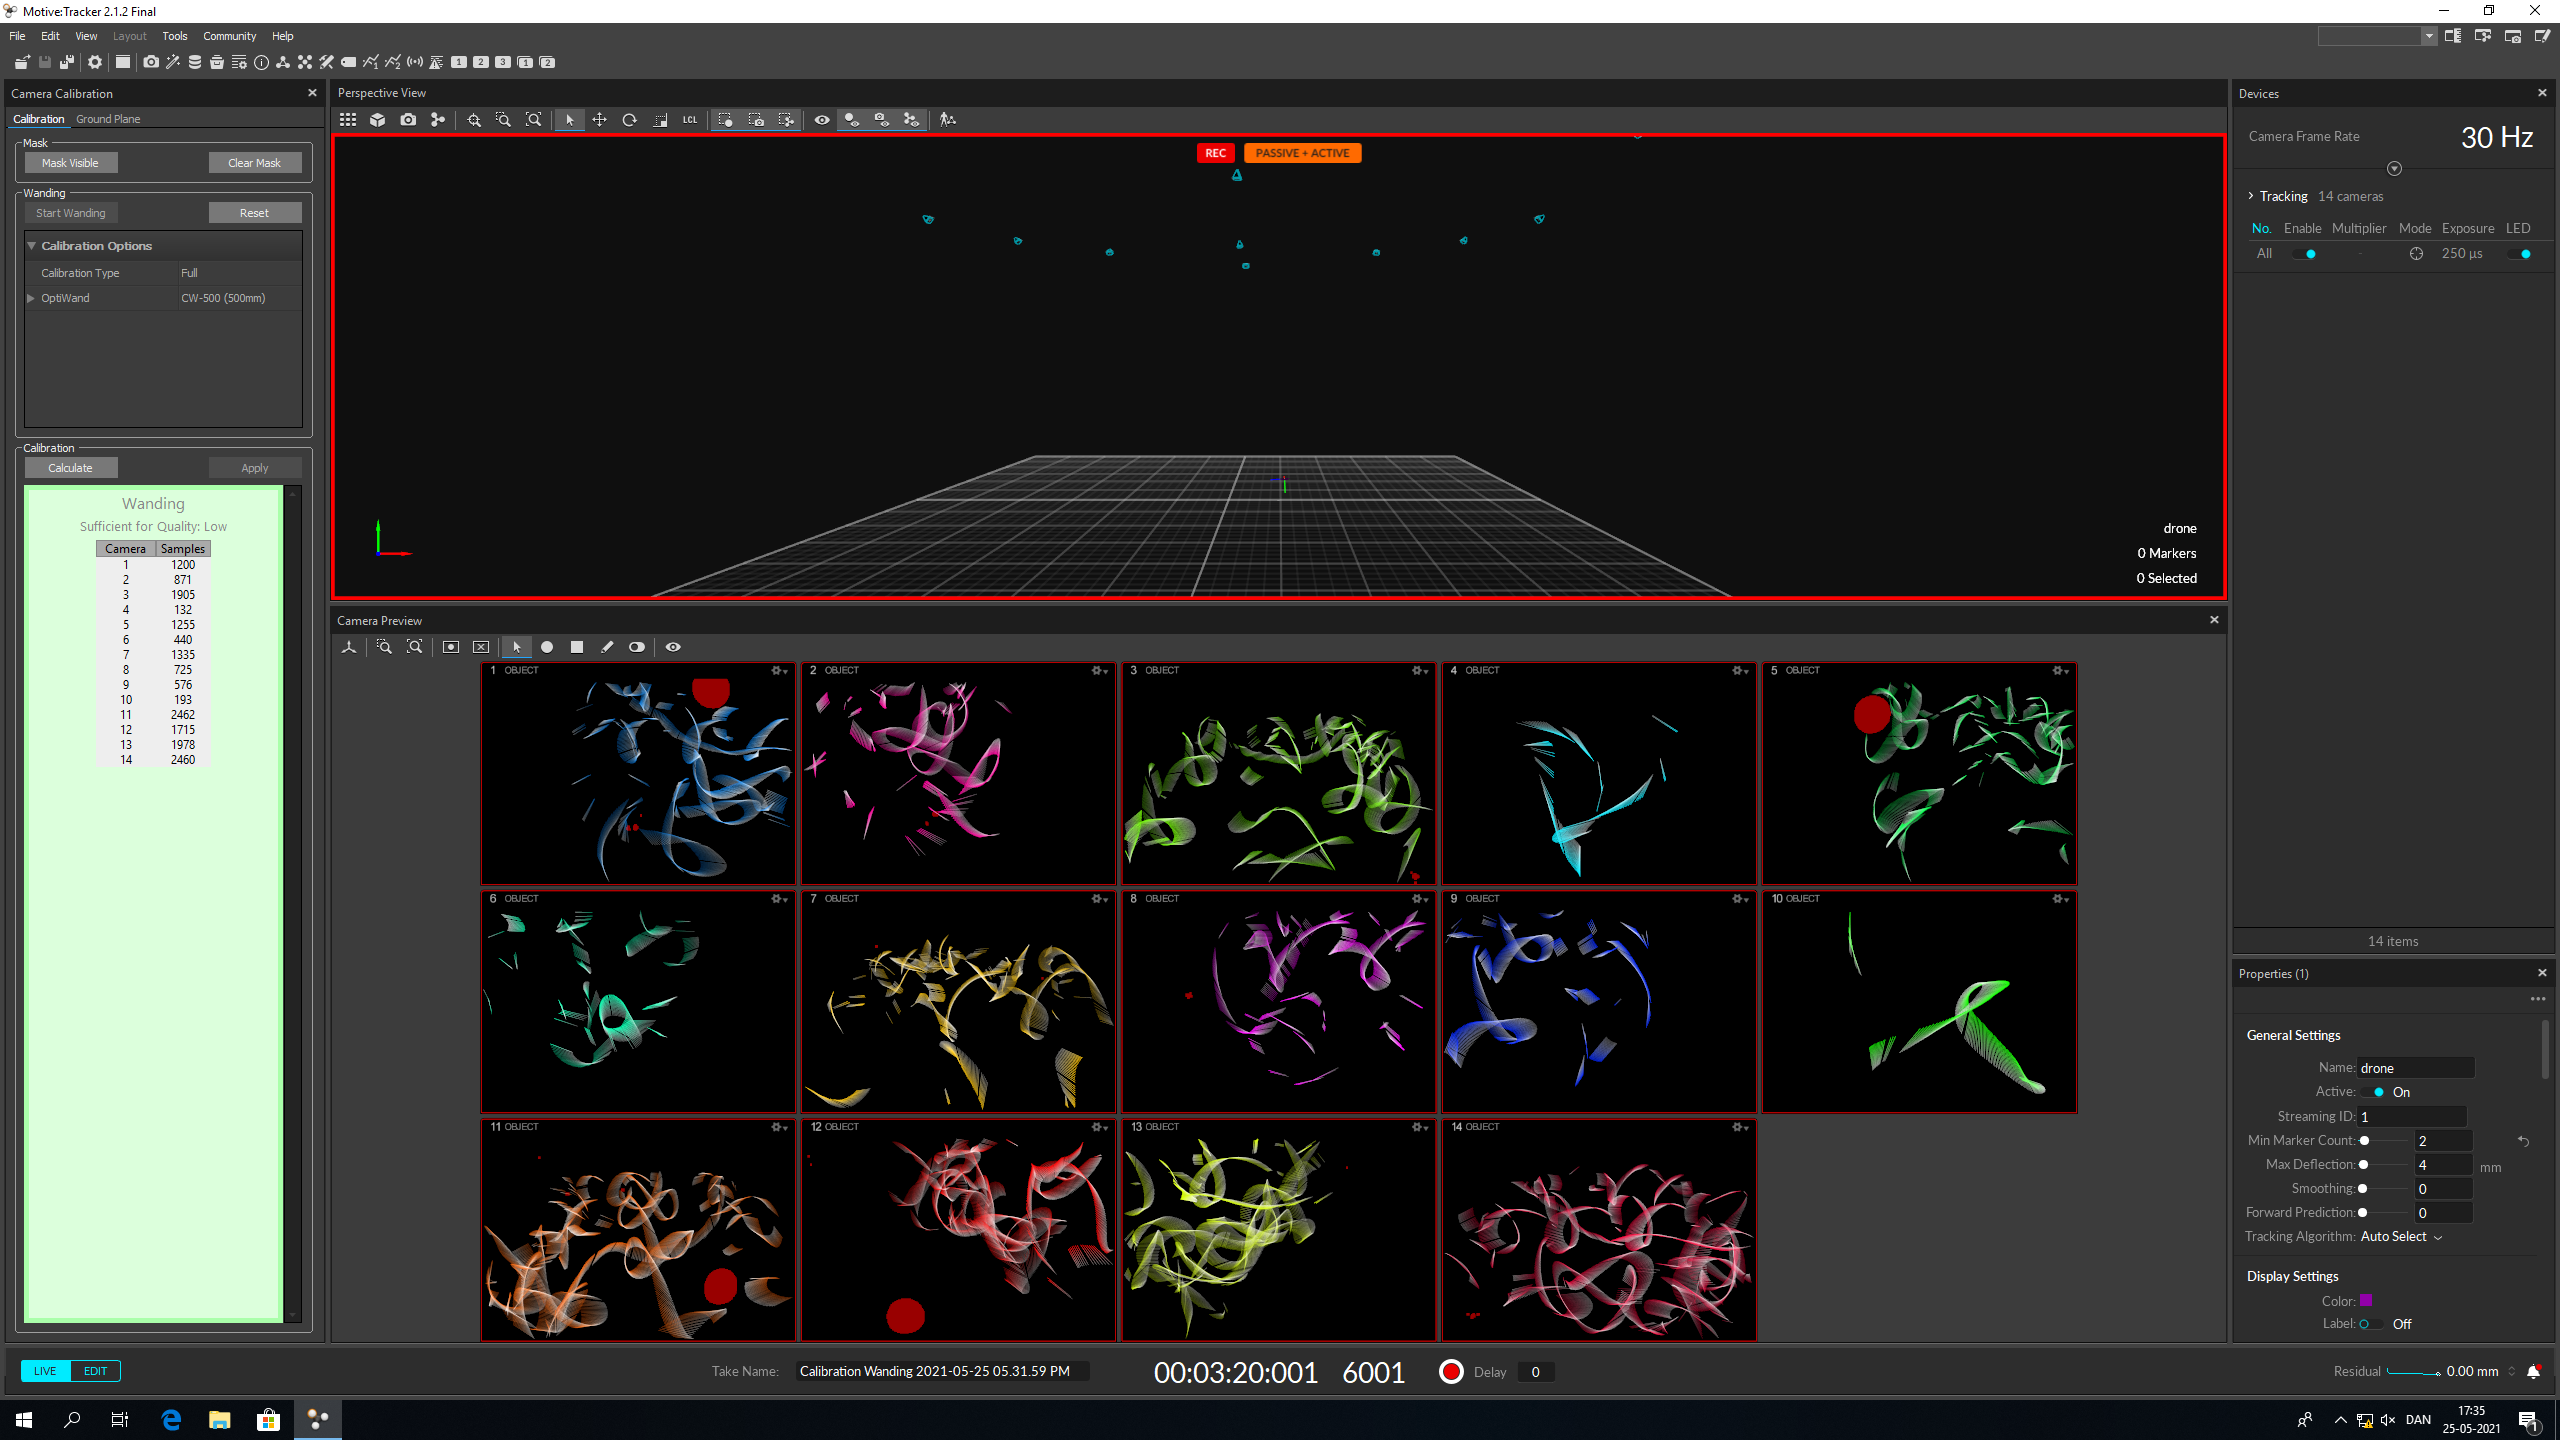 Motive:Tracker 2.1.2 Final
File Edit View Layout Tools Community Help
1 2 3 1 2
Camera Calibration
Calibration Ground Plane
Mask
Mask Visible Clear Mask
Wanding
Start Wanding Reset
Calibration Options
Calibration Type Full
OptiWand CW-500 (500mm)
Calibration
Calculate Apply
Wanding
Sufficient for Quality: Low
Camera Samples
1 1200
2 871
3 1905
4 132
5 1255
6 440
7 1335
8 725
9 576
10 193
11 2462
12 1715
13 1978
14 2460
Perspective View
LCL
REC PASSIVE + ACTIVE
drone
0 Markers
0 Selected
Camera Preview
1 OBJECT 2 OBJECT 3 OBJECT 4 OBJECT 5 OBJECT
6 OBJECT 7 OBJECT 8 OBJECT 9 OBJECT 10 OBJECT
11 OBJECT 12 OBJECT 13 OBJECT 14 OBJECT
Devices
Camera Frame Rate 30 Hz
Tracking 14 cameras
No. Enable Multiplier Mode Exposure LED
All - 250 µs
14 items
Properties (1)
General Settings
Name: drone
Active: On
Streaming ID: 1
Min Marker Count: 2
Max Deflection: 4 mm
Smoothing: 0
Forward Prediction: 0
Tracking Algorithm: Auto Select
Display Settings
Color:
Label: Off
LIVE EDIT
Take Name: Calibration Wanding 2021-05-25 05.31.59 PM
00:03:20:001 6001 Delay 0
Residual 0.00 mm
DAN
17:35
25-05-2021
1